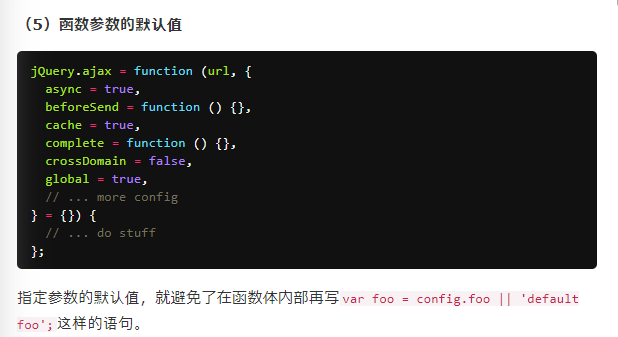 （5）函数参数的默认值
jQuery.ajax = function (url, {
  async = true,
  beforeSend = function () {},
  cache = true,
  complete = function () {},
  crossDomain = false,
  global = true,
  // ... more config
} = {}) {
  // ... do stuff
};
指定参数的默认值，就避免了在函数体内部再写var foo = config.foo || 'default
foo';这样的语句。